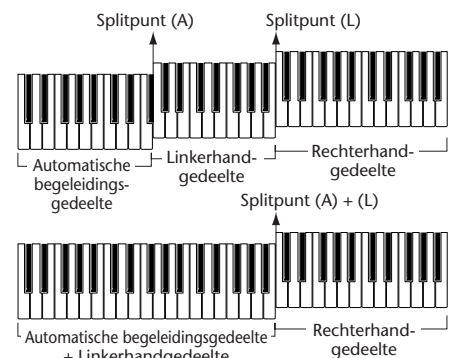 Splitpunt (A) Splitpunt (L)
Automatische
begeleidings-
gedeelte
Linkerhand-
gedeelte
Rechterhand-
gedeelte
Splitpunt (A) + (L)
Automatische begeleidingsgedeelte
+ Linkerhandgedeelte
Rechterhand-
gedeelte